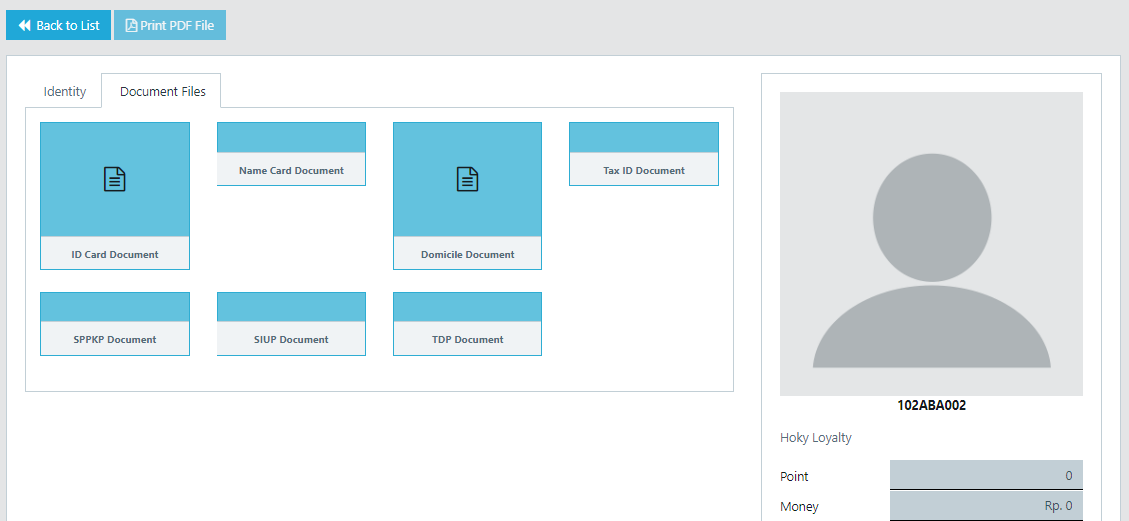 Back to List
Print PDF File
Identity
Document Files
ID Card Document
Name Card Document
Domicile Document
Tax ID Document
SPPKP Document
SIUP Document
TDP Document
102ABA002
Hoky Loyalty
Point 0
Money Rp. 0